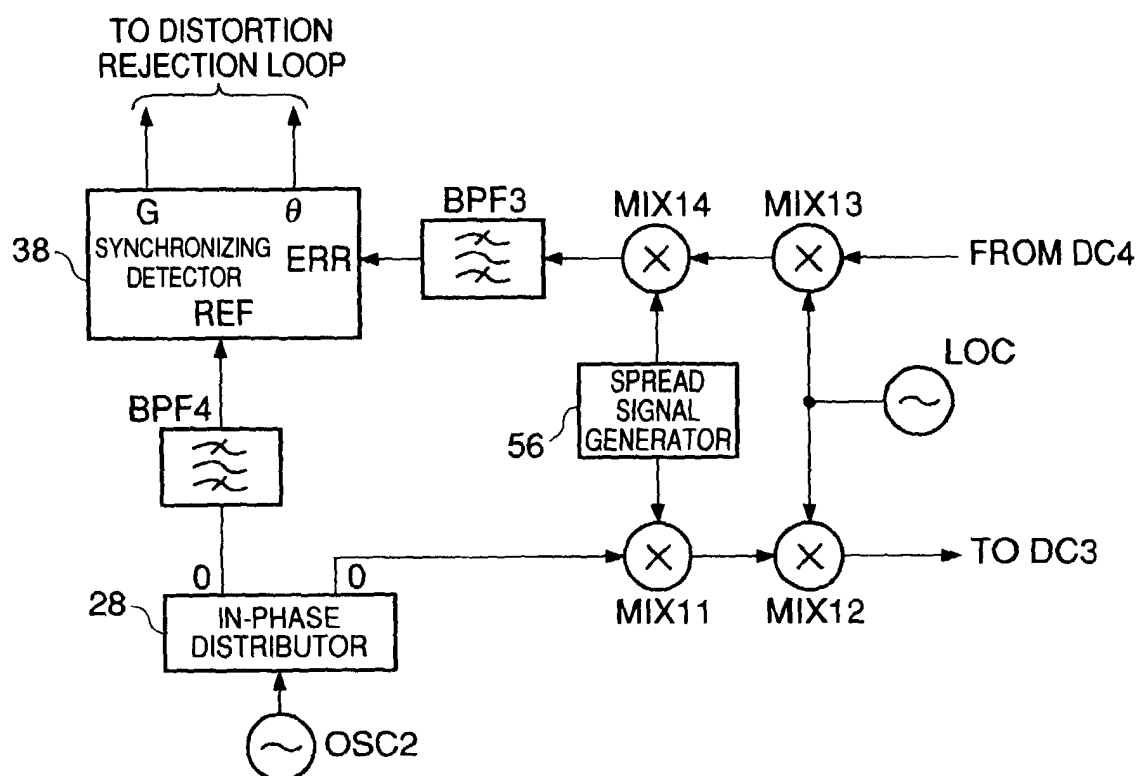 TO DISTORTION
REJECTION LOOP
G
θ
38
SYNCHRONIZING
DETECTOR
ERR
REF
BPF3
MIX14
MIX13
FROM DC4
LOC
BPF4
56
SPREAD
SIGNAL
GENERATOR
0
0
TO DC3
28
IN-PHASE
DISTRIBUTOR
MIX11
MIX12
OSC2